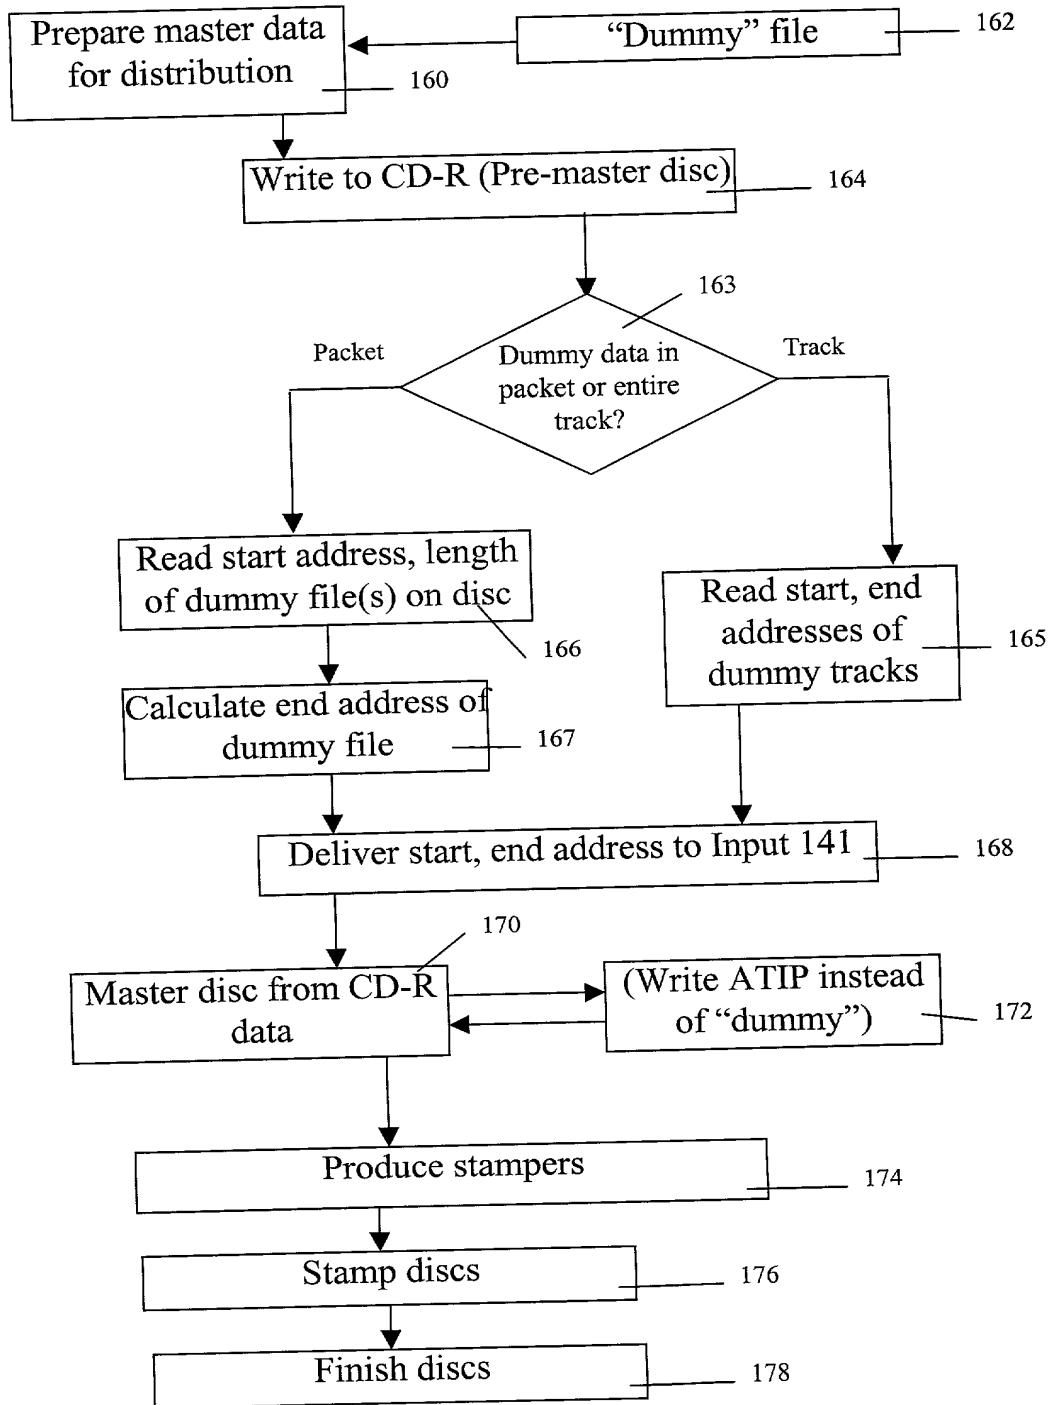 Prepare master data
for distribution
160
“Dummy” file
162
Write to CD-R (Pre-master disc)
164
163
Packet
Dummy data in
packet or entire
track?
Track
Read start address, length
of dummy file(s) on disc
166
Read start, end
addresses of
dummy tracks
165
Calculate end address of
dummy file
167
Deliver start, end address to Input 141
168
170
Master disc from CD-R
data
(Write ATIP instead
of “dummy”)
172
Produce stampers
174
Stamp discs
176
Finish discs
178